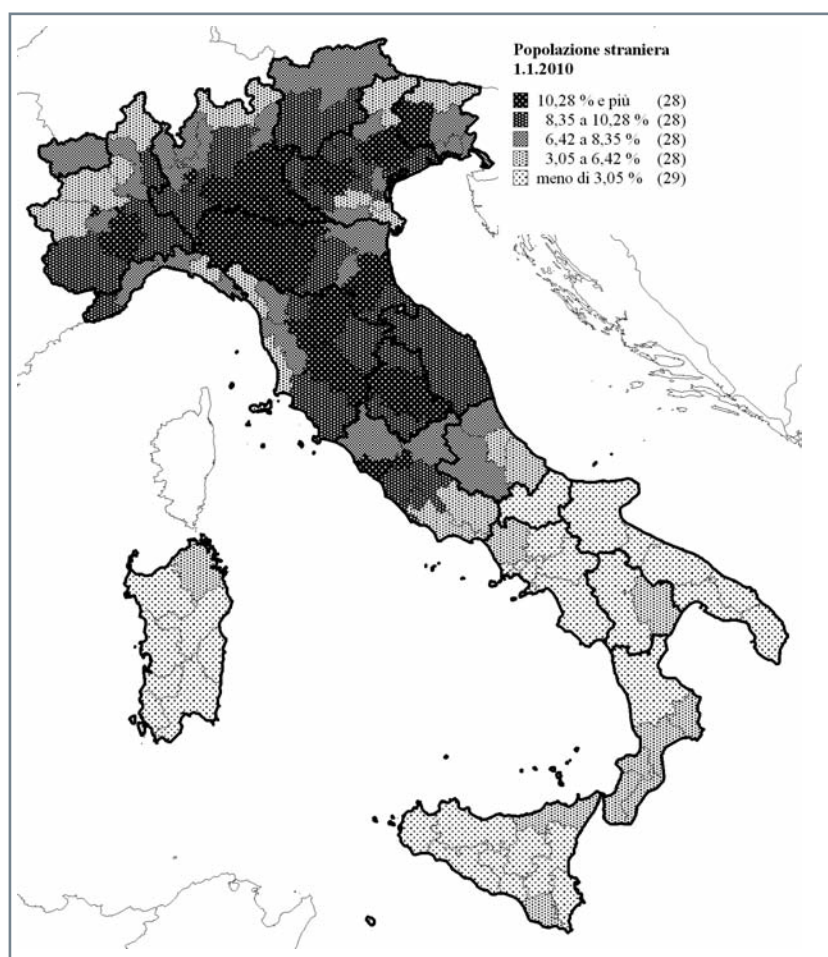 Popolazione straniera
1.1.2010
10,28 % e più (28)
8,35 a 10,28 % (28)
6,42 a 8,35 % (28)
3,05 a 6,42 % (28)
meno di 3,05 % (29)